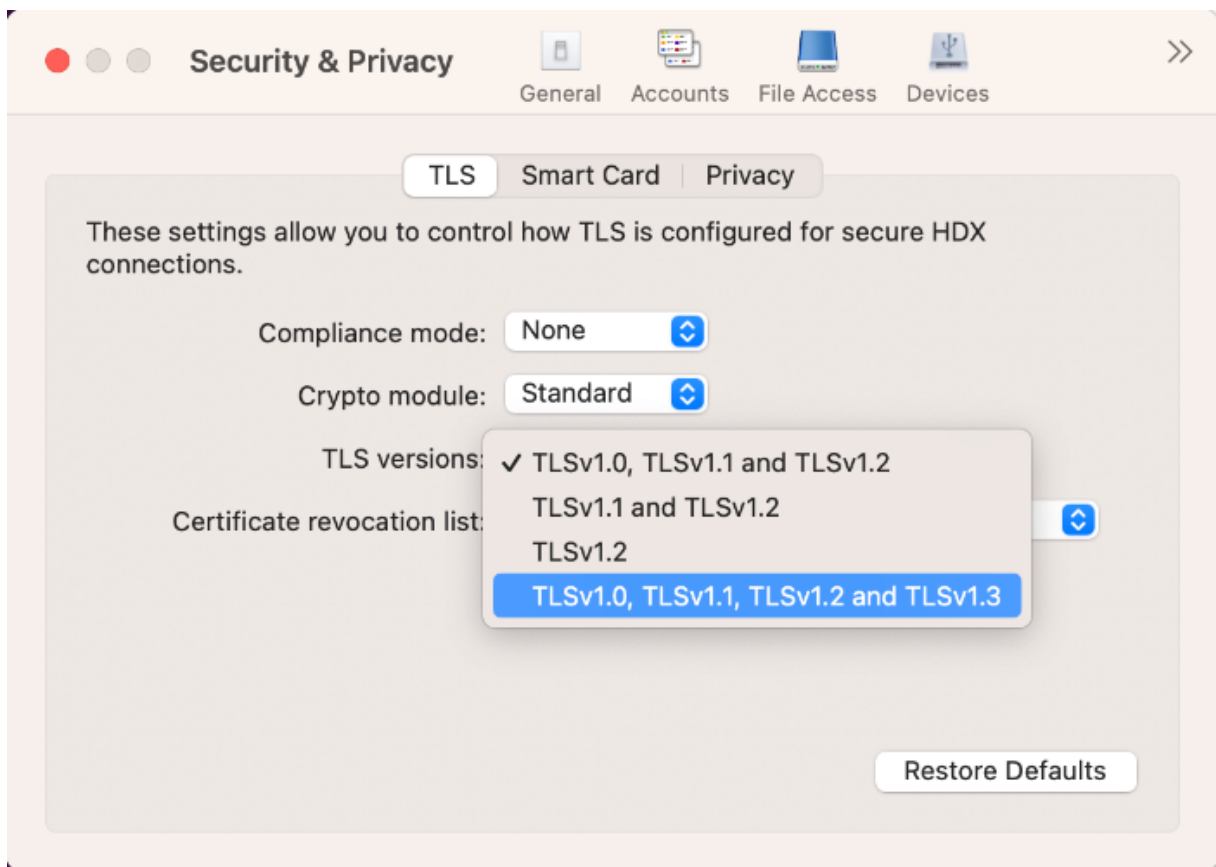 Security & Privacy
General
Accounts
File Access
Devices
TLS
Smart Card
Privacy
These settings allow you to control how TLS is configured for secure HDX
connections.
Compliance mode: None
Crypto module: Standard
TLS versions: ✓ TLSv1.0, TLSv1.1 and TLSv1.2
TLSv1.1 and TLSv1.2
Certificate revocation list:
TLSv1.2
TLSv1.0, TLSv1.1, TLSv1.2 and TLSv1.3
Restore Defaults